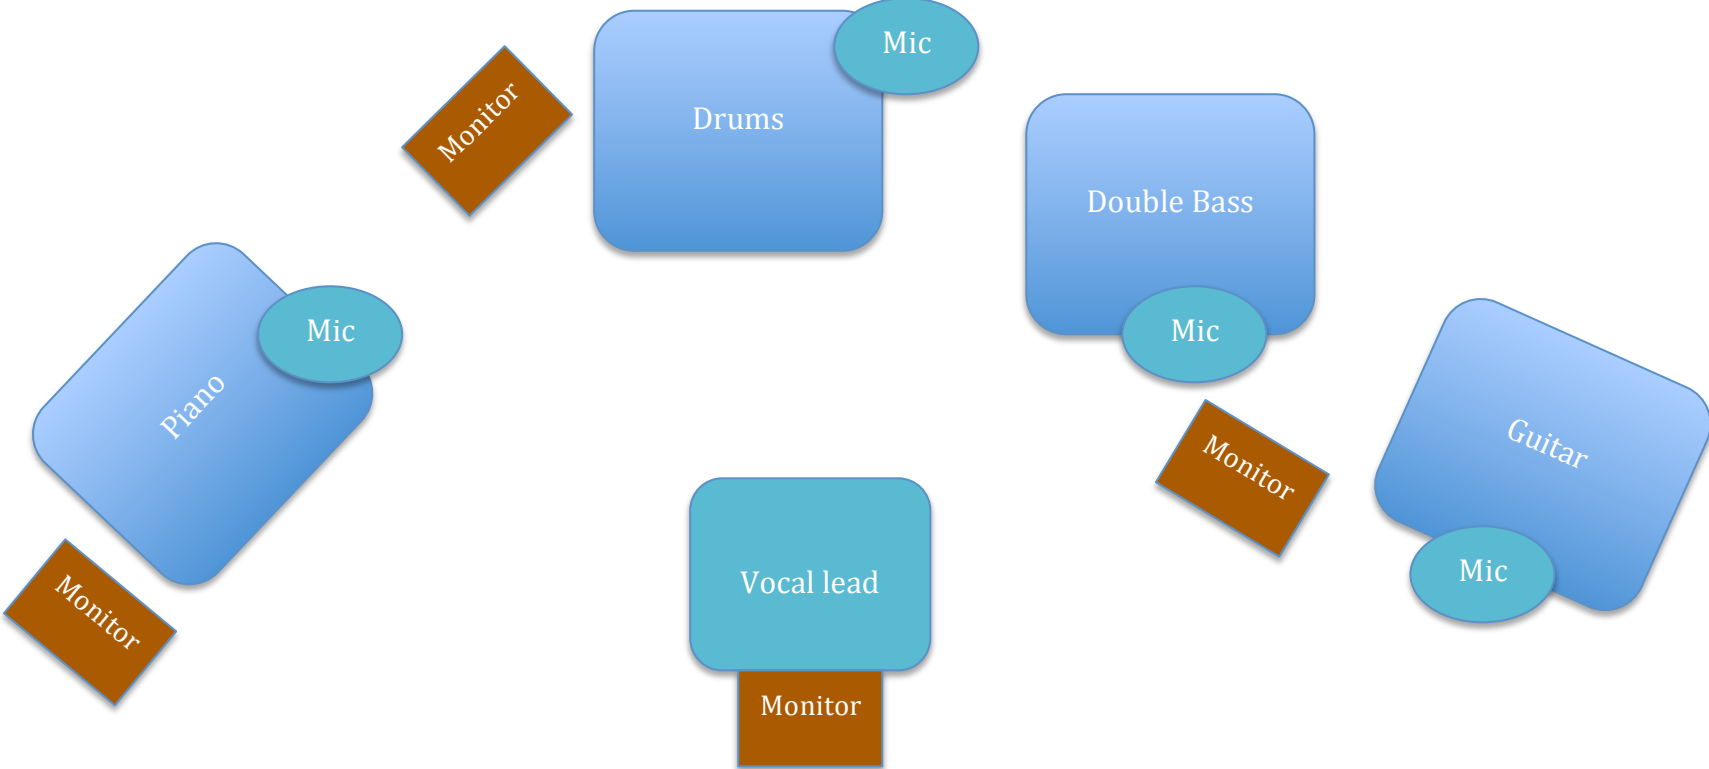 Mic
Monitor
Drums
Double Bass
Mic
Mic
Piano
Guitar
Monitor
Mic
Vocal lead
Monitor
Monitor